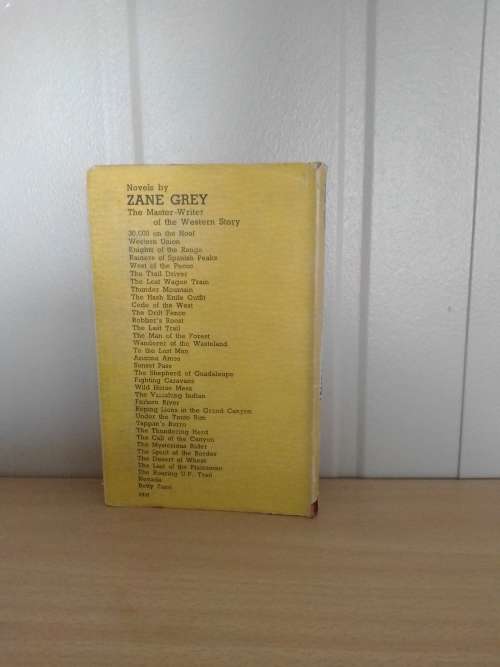 Novels by
ZANE GREY
The Master-Writer
of the Western Story
30,000 on the Hoof
Western Union
Knights of the Range
Raiders of Spanish Peaks
West of the Pecos
The Trail Driver
The Lost Wagon Train
Thunder Mountain
The Hash Knife Outfit
Code of the West
The Drift Fence
Robber's Roost
The Last Trail
The Man of the Forest
Wanderer of the Wasteland
To the Last Man
Arizona Ames
Sunset Pass
The Shepherd of Guadaloupe
Fighting Caravans
Wild Horse Mesa
The Vanishing Indian
Forlorn River
Roping Lions in the Grand Canyon
Under the Tonto Rim
Tappan's Burro
The Thundering Herd
The Call of the Canyon
The Mysterious Rider
The Spirit of the Border
The Desert of Wheat
The Last of the Plainsmen
The Roaring U.P. Trail
Nevada
Betty Zane